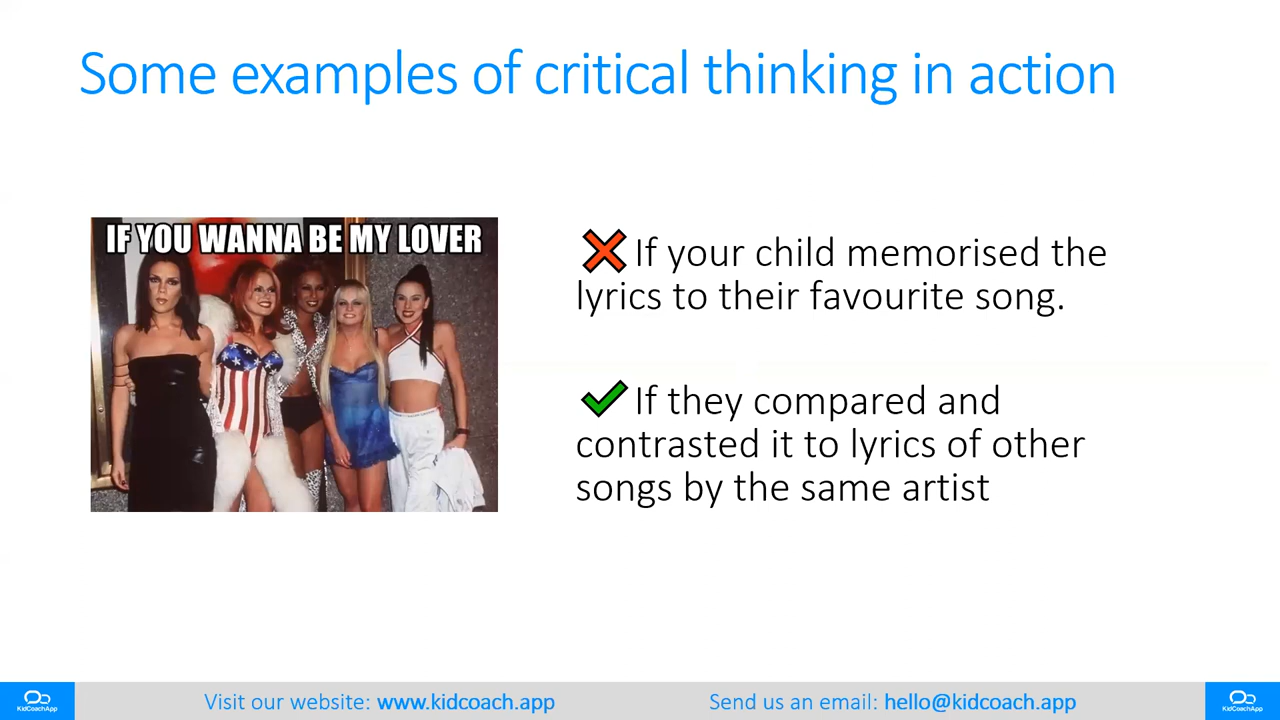 Some examples of critical thinking in action
IF YOU WANNA BE MY LOVER
If your child memorised the
lyrics to their favourite song.
If they compared and
contrasted it to lyrics of other
songs by the same artist
KidCoachApp
Visit our website: www.kidcoach.app
Send us an email: hello@kidcoach.app
KidCoachApp